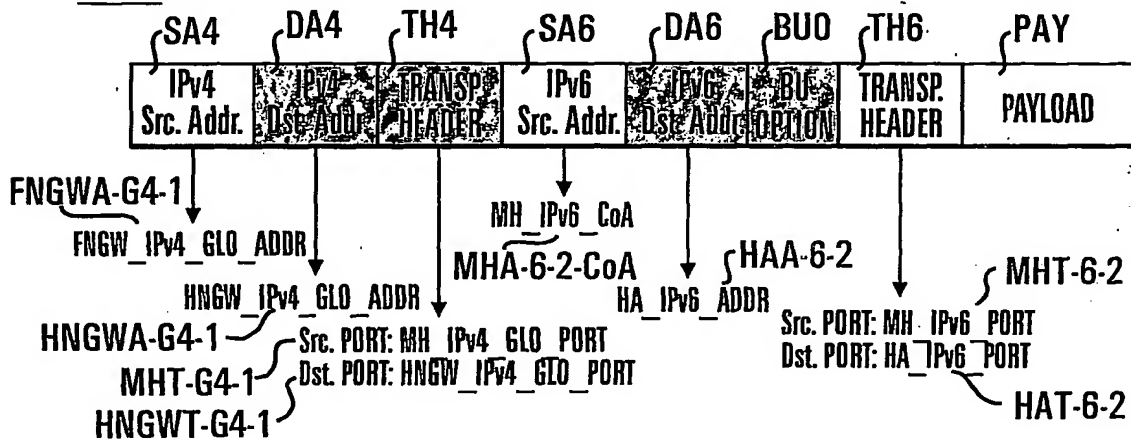 SA4 DA4 TH4 SA6 DA6 BUO TH6 PAY
IPv4 Src. Addr. IPv4 Dst. Addr TRANSP. HEADER IPv6 Src. Addr. IPv6 Dst. Addr BU OPTION TRANSP. HEADER PAYLOAD
FNGWA-G4-1
FNGW_IPv4_GLO_ADDR
MH_IPv6_CoA
MHA-6-2-CoA
HAA-6-2
HNGW_IPv4_GLO_ADDR
HA_IPv6_ADDR
MHT-6-2
HNGWA-G4-1
Src. PORT: MH_IPv4_GLO_PORT
Dst. PORT: HNGW_IPv4_GLO_PORT
Src. PORT: MH_IPv6_PORT
Dst. PORT: HA_IPv6_PORT
MHT-G4-1
HNGWT-G4-1
HAT-6-2